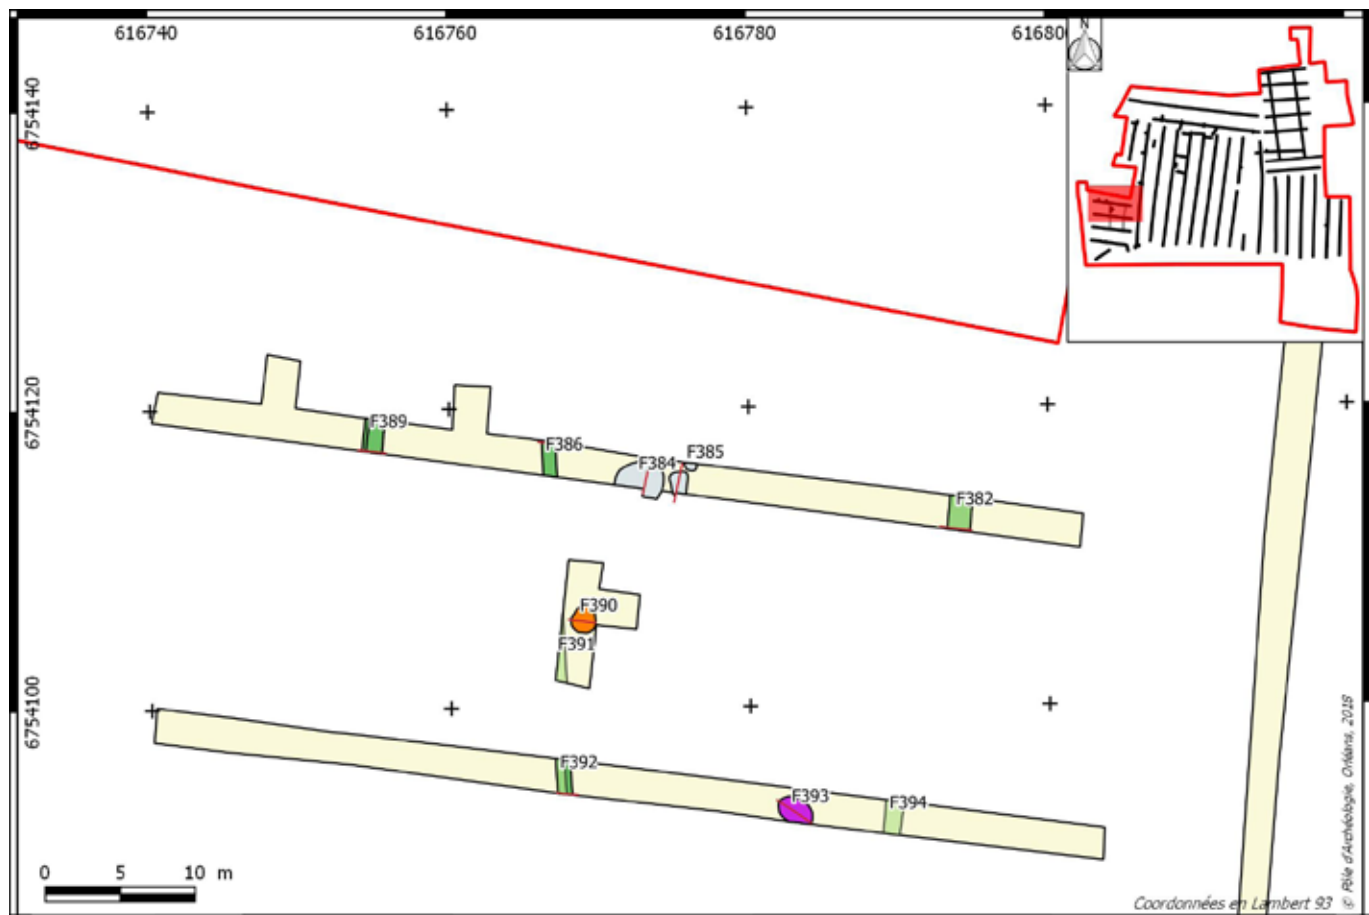 616740 616760 616780 616800
N
6754140
6754120
6754100
F389
F386
F384
F385
F382
F390
F391
F392
F393
F394
0 5 10 m
Coordonnées en Lambert 93
© Pôle d'Archéologie, Orléans, 2018